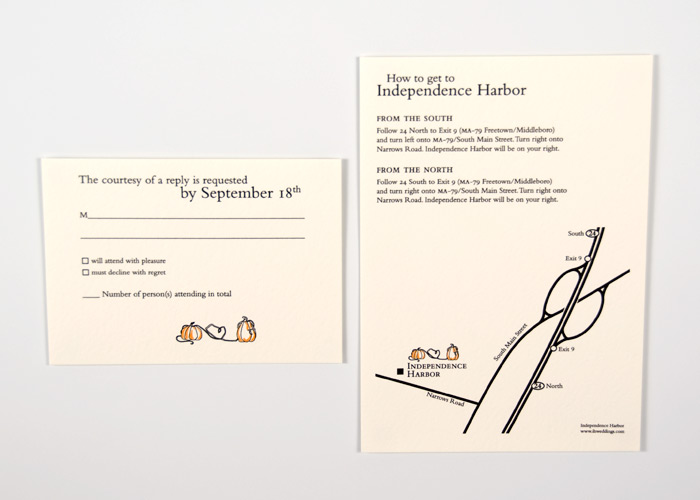 The courtesy of a reply is requested
by September 18th
M
will attend with pleasure
must decline with regret
Number of person(s) attending in total
How to get to
Independence Harbor
FROM THE SOUTH
Follow 24 North to Exit 9 (MA-79 Freetown/Middleboro)
and turn left onto MA-79/South Main Street. Turn right onto
Narrows Road. Independence Harbor will be on your right.
FROM THE NORTH
Follow 24 South to Exit 9 (MA-79 Freetown/Middleboro)
and turn right onto MA-79/South Main Street. Turn right onto
Narrows Road. Independence Harbor will be on your right.
South 24
Exit 9
South Main Street
Exit 9
INDEPENDENCE
HARBOR
24 North
Narrows Road
Independence Harbor